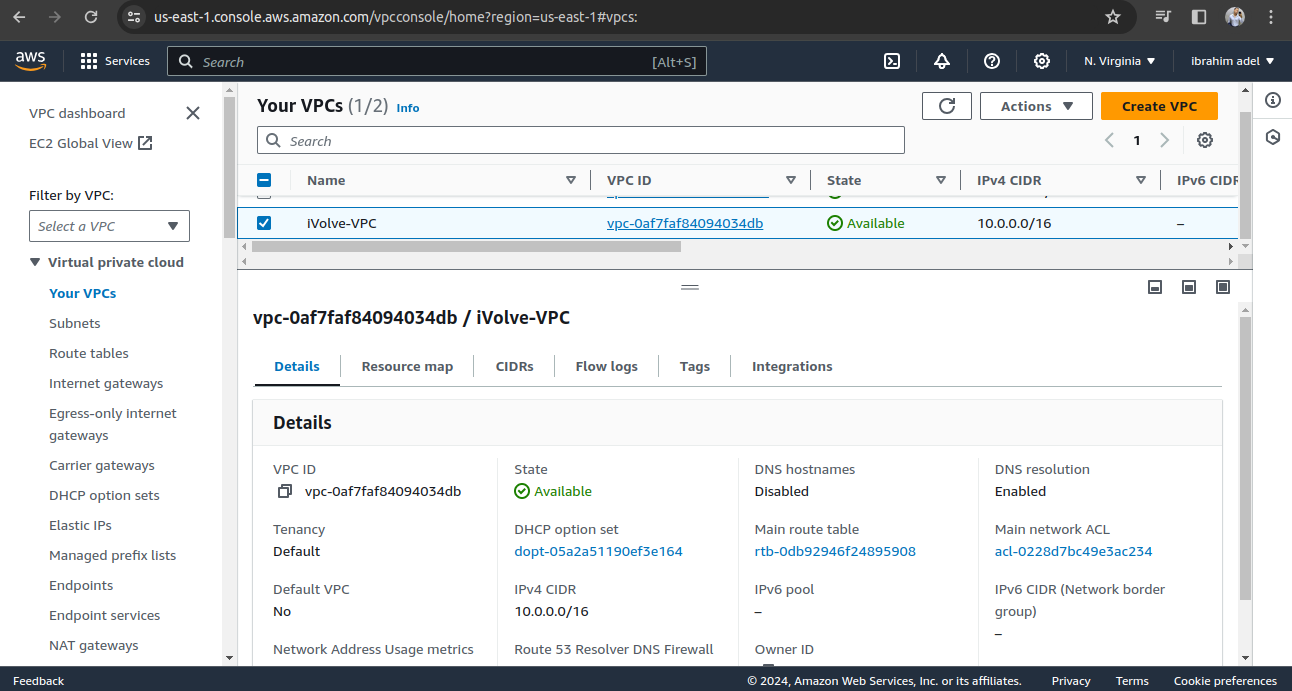 us-east-1.console.aws.amazon.com/vpcconsole/home?region=us-east-1#vpcs:
aws Services Search [Alt+S] N. Virginia ibrahim adel
VPC dashboard
EC2 Global View
Filter by VPC:
Select a VPC
Virtual private cloud
Your VPCs
Subnets
Route tables
Internet gateways
Egress-only internet
gateways
Carrier gateways
DHCP option sets
Elastic IPs
Managed prefix lists
Endpoints
Endpoint services
NAT gateways
Your VPCs (1/2) Info
Actions
Create VPC
Search
1
Name VPC ID State IPv4 CIDR IPv6 CIDR
iVolve-VPC vpc-0af7faf84094034db Available 10.0.0.0/16 –
vpc-0af7faf84094034db / iVolve-VPC
Details Resource map CIDRs Flow logs Tags Integrations
Details
VPC ID
vpc-0af7faf84094034db
State
Available
DNS hostnames
Disabled
DNS resolution
Enabled
Tenancy
Default
DHCP option set
dopt-05a2a51190ef3e164
Main route table
rtb-0db92946f24895908
Main network ACL
acl-0228d7bc49e3ac234
Default VPC
No
IPv4 CIDR
10.0.0.0/16
IPv6 pool
–
IPv6 CIDR (Network border
group)
–
Network Address Usage metrics
Route 53 Resolver DNS Firewall
Owner ID
Feedback © 2024, Amazon Web Services, Inc. or its affiliates. Privacy Terms Cookie preferences